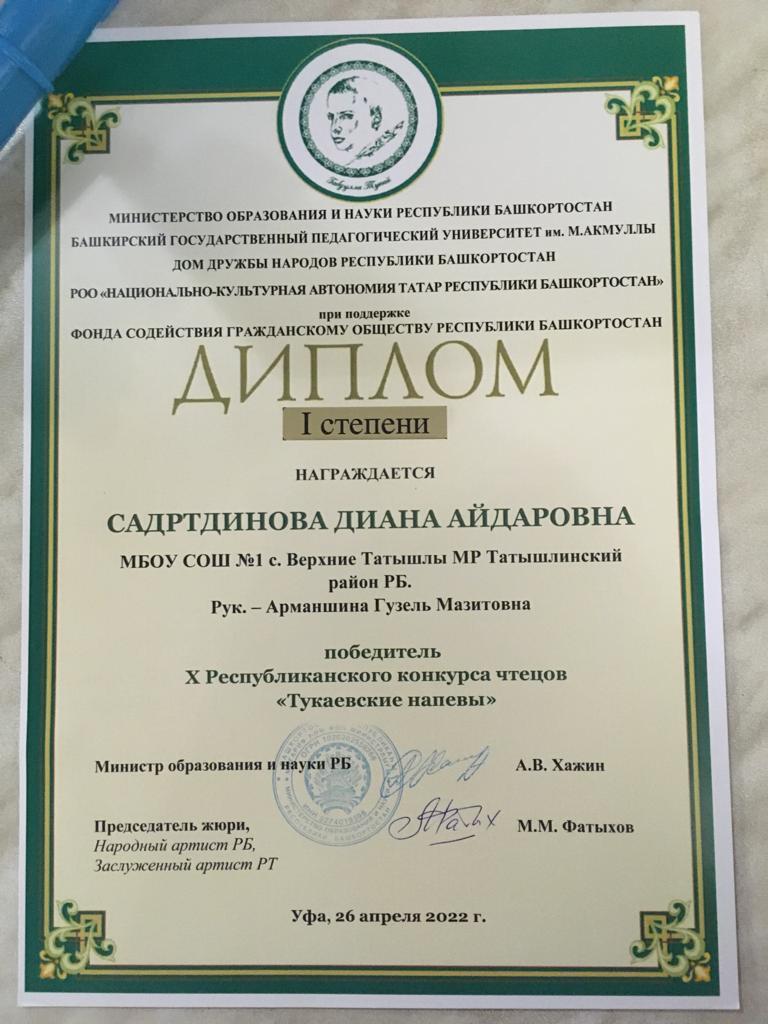 Габдулла Тукай
МИНИСТЕРСТВО ОБРАЗОВАНИЯ И НАУКИ РЕСПУБЛИКИ БАШКОРТОСТАН
БАШКИРСКИЙ ГОСУДАРСТВЕННЫЙ ПЕДАГОГИЧЕСКИЙ УНИВЕРСИТЕТ им. М.АКМУЛЛЫ
ДОМ ДРУЖБЫ НАРОДОВ РЕСПУБЛИКИ БАШКОРТОСТАН
РОО «НАЦИОНАЛЬНО-КУЛЬТУРНАЯ АВТОНОМИЯ ТАТАР РЕСПУБЛИКИ БАШКОРТОСТАН»
при поддержке
ФОНДА СОДЕЙСТВИЯ ГРАЖДАНСКОМУ ОБЩЕСТВУ РЕСПУБЛИКИ БАШКОРТОСТАН
ДИПЛОМ
I степени
НАГРАЖДАЕТСЯ
САДРТДИНОВА ДИАНА АЙДАРОВНА
МБОУ СОШ №1 с. Верхние Татышлы МР Татышлинский
район РБ.
Рук. – Арманшина Гузель Мазитовна
победитель
X Республиканского конкурса чтецов
«Тукаевские напевы»
Министр образования и науки РБ А.В. Хажин
Председатель жюри, М.М. Фатыхов
Народный артист РБ,
Заслуженный артист РТ
Уфа, 26 апреля 2022 г.